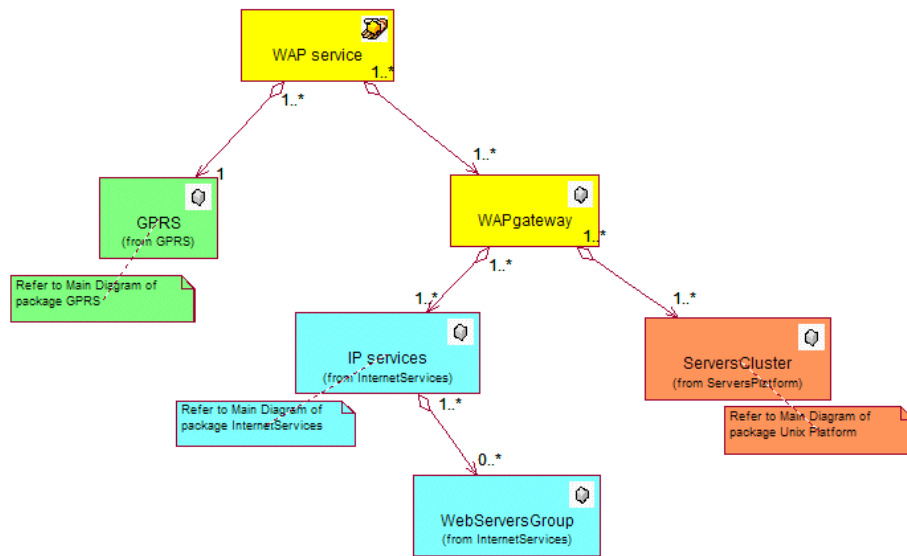 WAP service
1..*
1..*
1
1..*
GPRS
(from GPRS)
WAPgateway
1..*
1..*
Refer to Main Diagram of
package GPRS
1..*
1..*
IP services
(from InternetServices)
ServersCluster
(from ServersPltform)
Refer to Main Diagram of
package InternetServices
1..*
Refer to Main Diagram of
package Unix Platform
0..*
WebServersGroup
(from InternetServices)